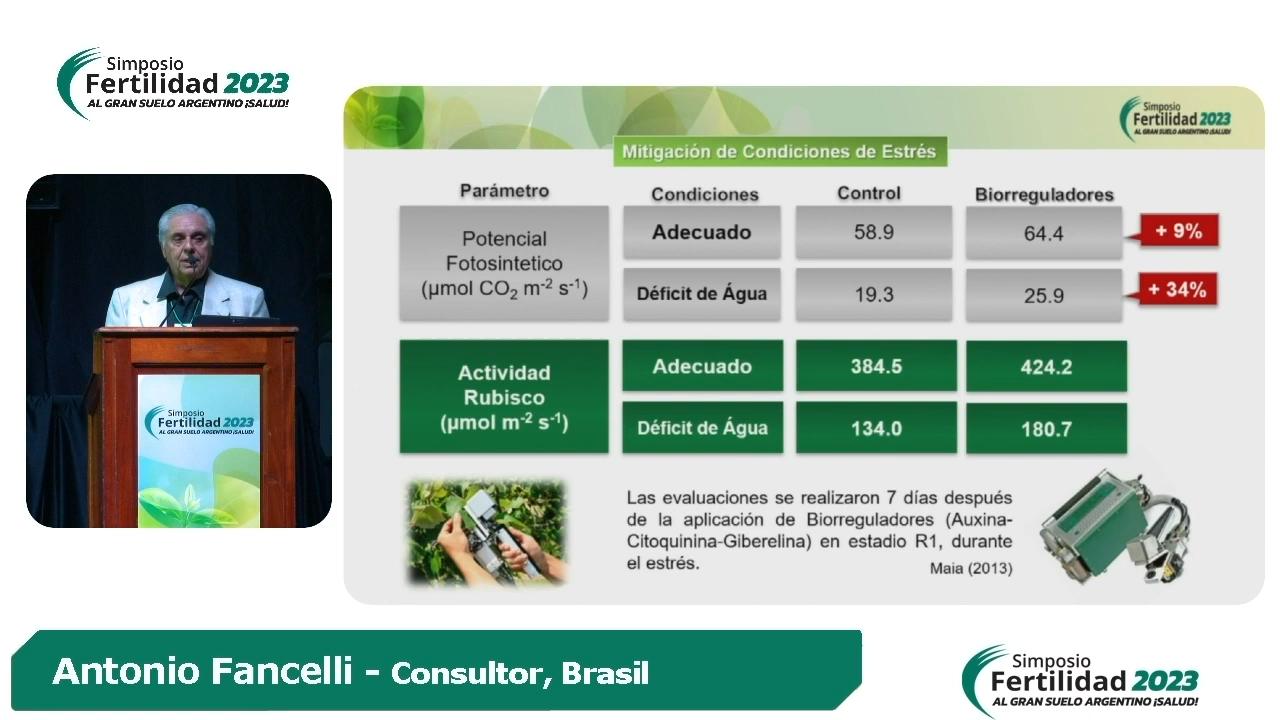 Simposio
Fertilidad 2023
AL GRAN SUELO ARGENTINO ¡SALUD!
Simposio
Fertilidad 2023
AL GRAN SUELO ARGENTINO ¡SALUD!
Mitigación de Condiciones de Estrés
Parámetro Condiciones Control Biorreguladores
Potencial
Fotosintetico
(µmol CO₂ m⁻² s⁻¹)
Adecuado 58.9 64.4 + 9%
Déficit de Água 19.3 25.9 + 34%
Actividad
Rubisco
(µmol m⁻² s⁻¹)
Adecuado 384.5 424.2
Déficit de Água 134.0 180.7
Las evaluaciones se realizaron 7 días después
de la aplicación de Biorreguladores (Auxina-
Citoquinina-Giberelina) en estadio R1, durante
el estrés.
Maia (2013)
Simposio
Fertilidad 2023
AL GRAN SUELO ARGENTINO ¡SALUD!
Antonio Fancelli - Consultor, Brasil
Simposio
Fertilidad 2023
AL GRAN SUELO ARGENTINO ¡SALUD!